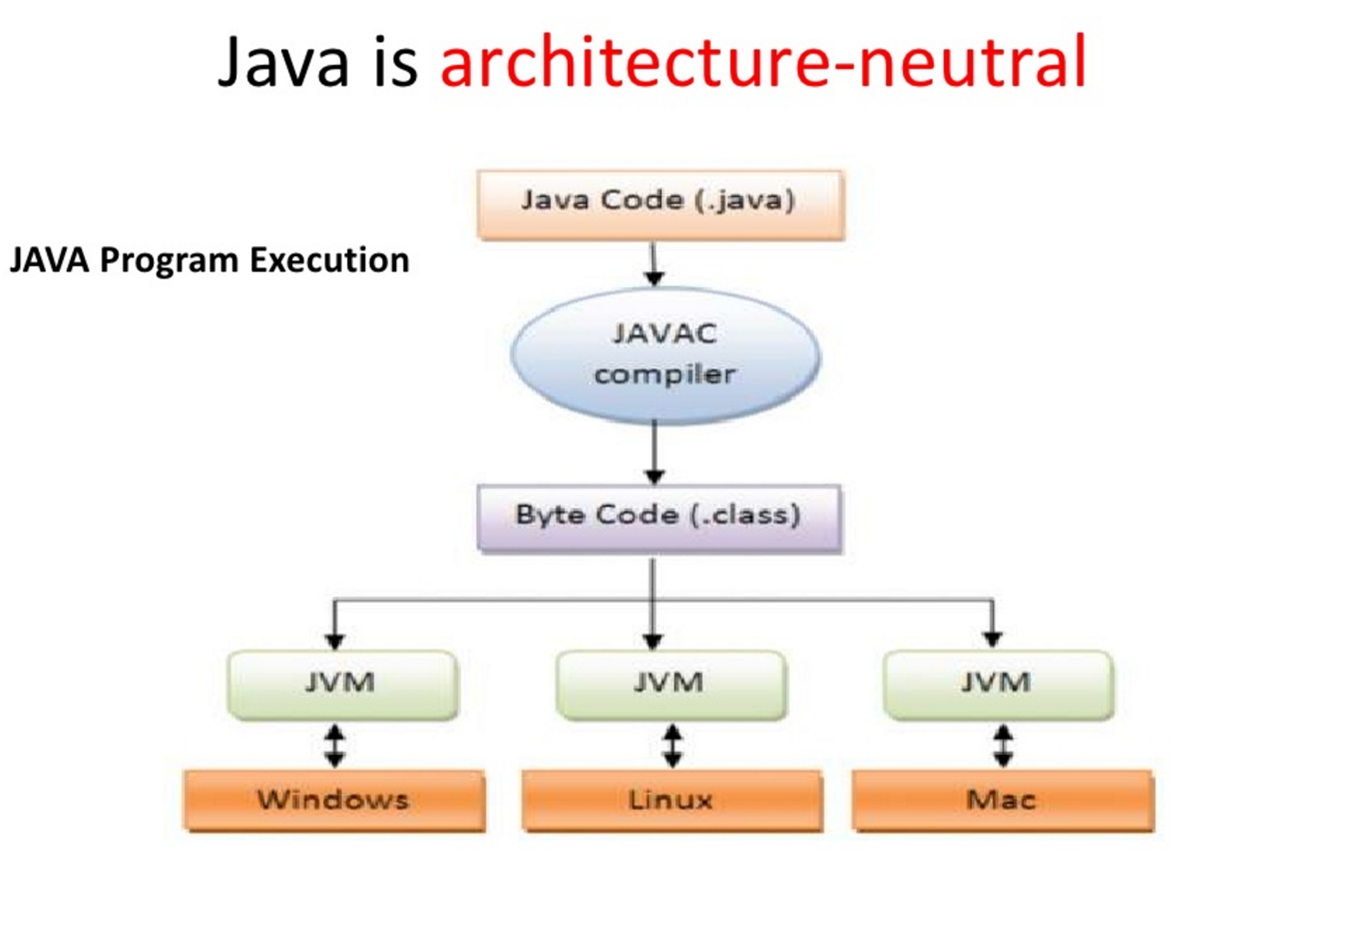 Java is architecture-neutral
Java Code (.java)
JAVA Program Execution
JAVAC
compiler
Byte Code (.class)
JVM
JVM
JVM
Windows
Linux
Mac